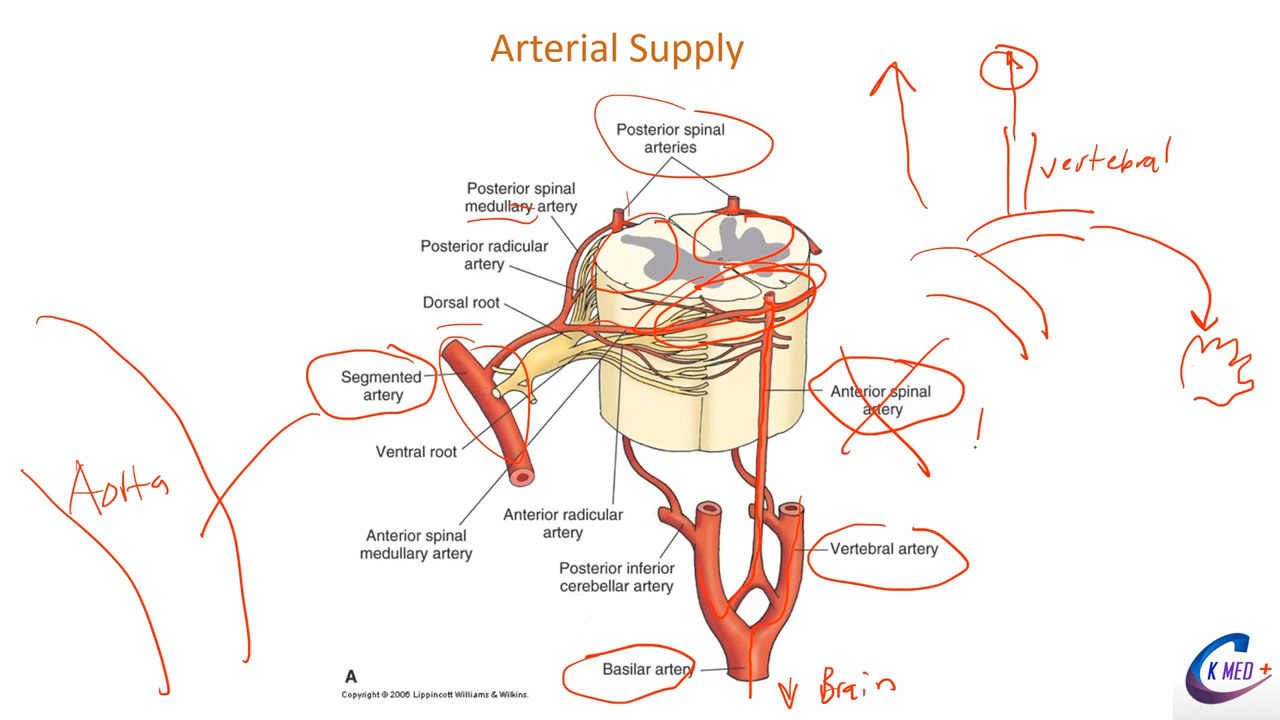 Arterial Supply
Posterior spinal
arteries
vertebral
Posterior spinal
medullary artery
Posterior radicular
artery
Dorsal root
Segmented
artery
Anterior spinal
artery
!
Ventral root
Aorta
Anterior spinal
medullary artery
Anterior radicular
artery
Posterior inferior
cerebellar artery
Vertebral artery
Basilar artery
Brain
A
Copyright © 2006 Lippincott Williams & Wilkins.
K MED +